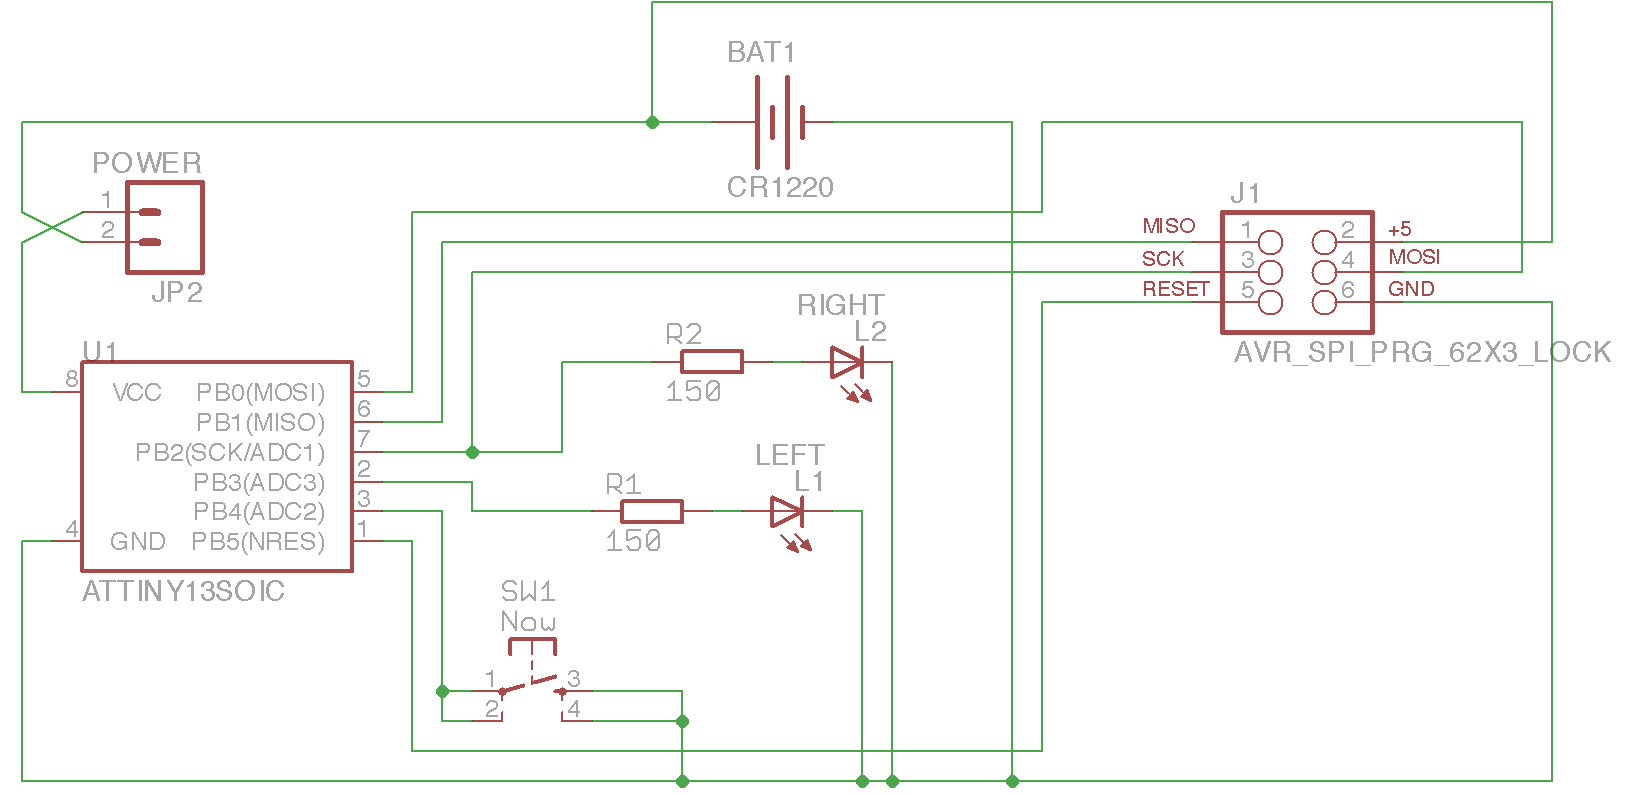 BAT1
CR1220
POWER
1
2
JP2
J1
MISO 1 2 +5
SCK 3 4 MOSI
RESET 5 6 GND
AVR_SPI_PRG_62X3_LOCK
RIGHT
L2
R2
150
U1
8 VCC PB0(MOSI) 5
PB1(MISO) 6
PB2(SCK/ADC1) 7
PB3(ADC3) 2
PB4(ADC2) 3
4 GND PB5(NRES) 1
ATTINY13SOIC
LEFT
L1
R1
150
SW1
Now
1 3
2 4